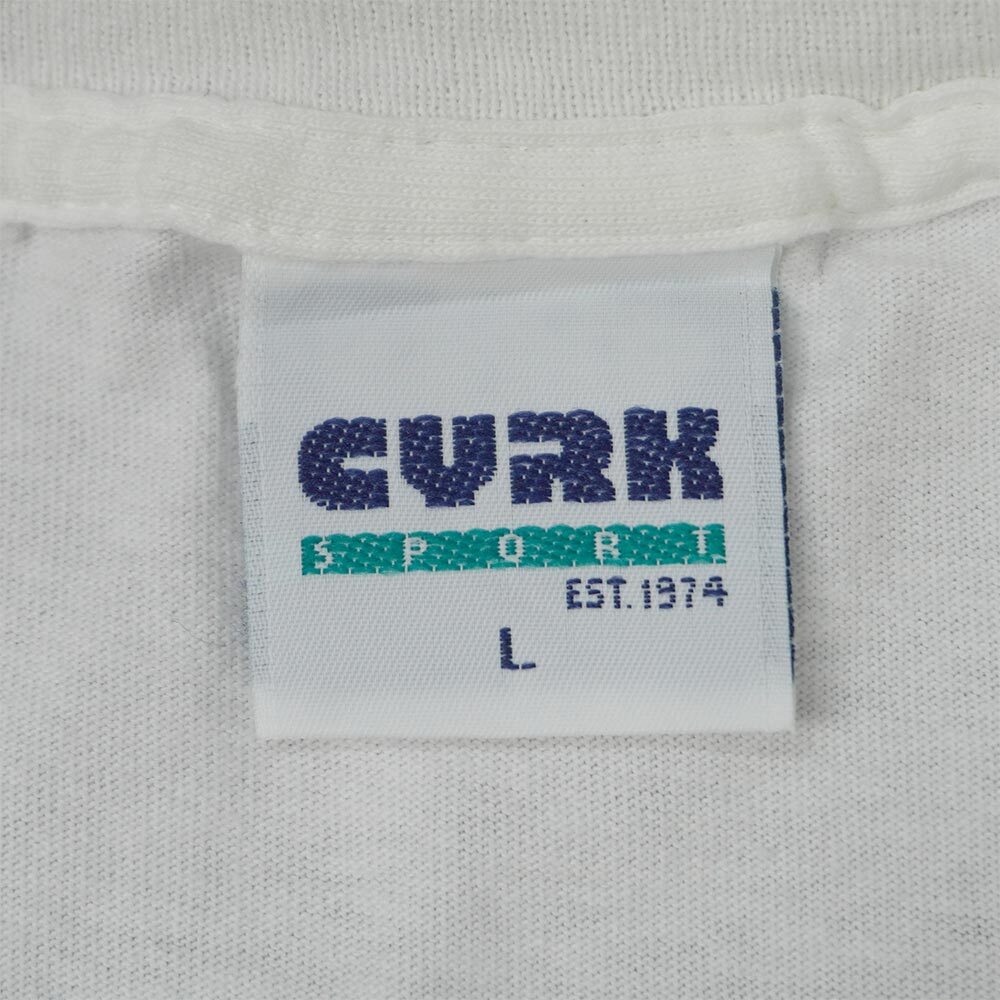 CVRK
SPORT
EST.1974
L